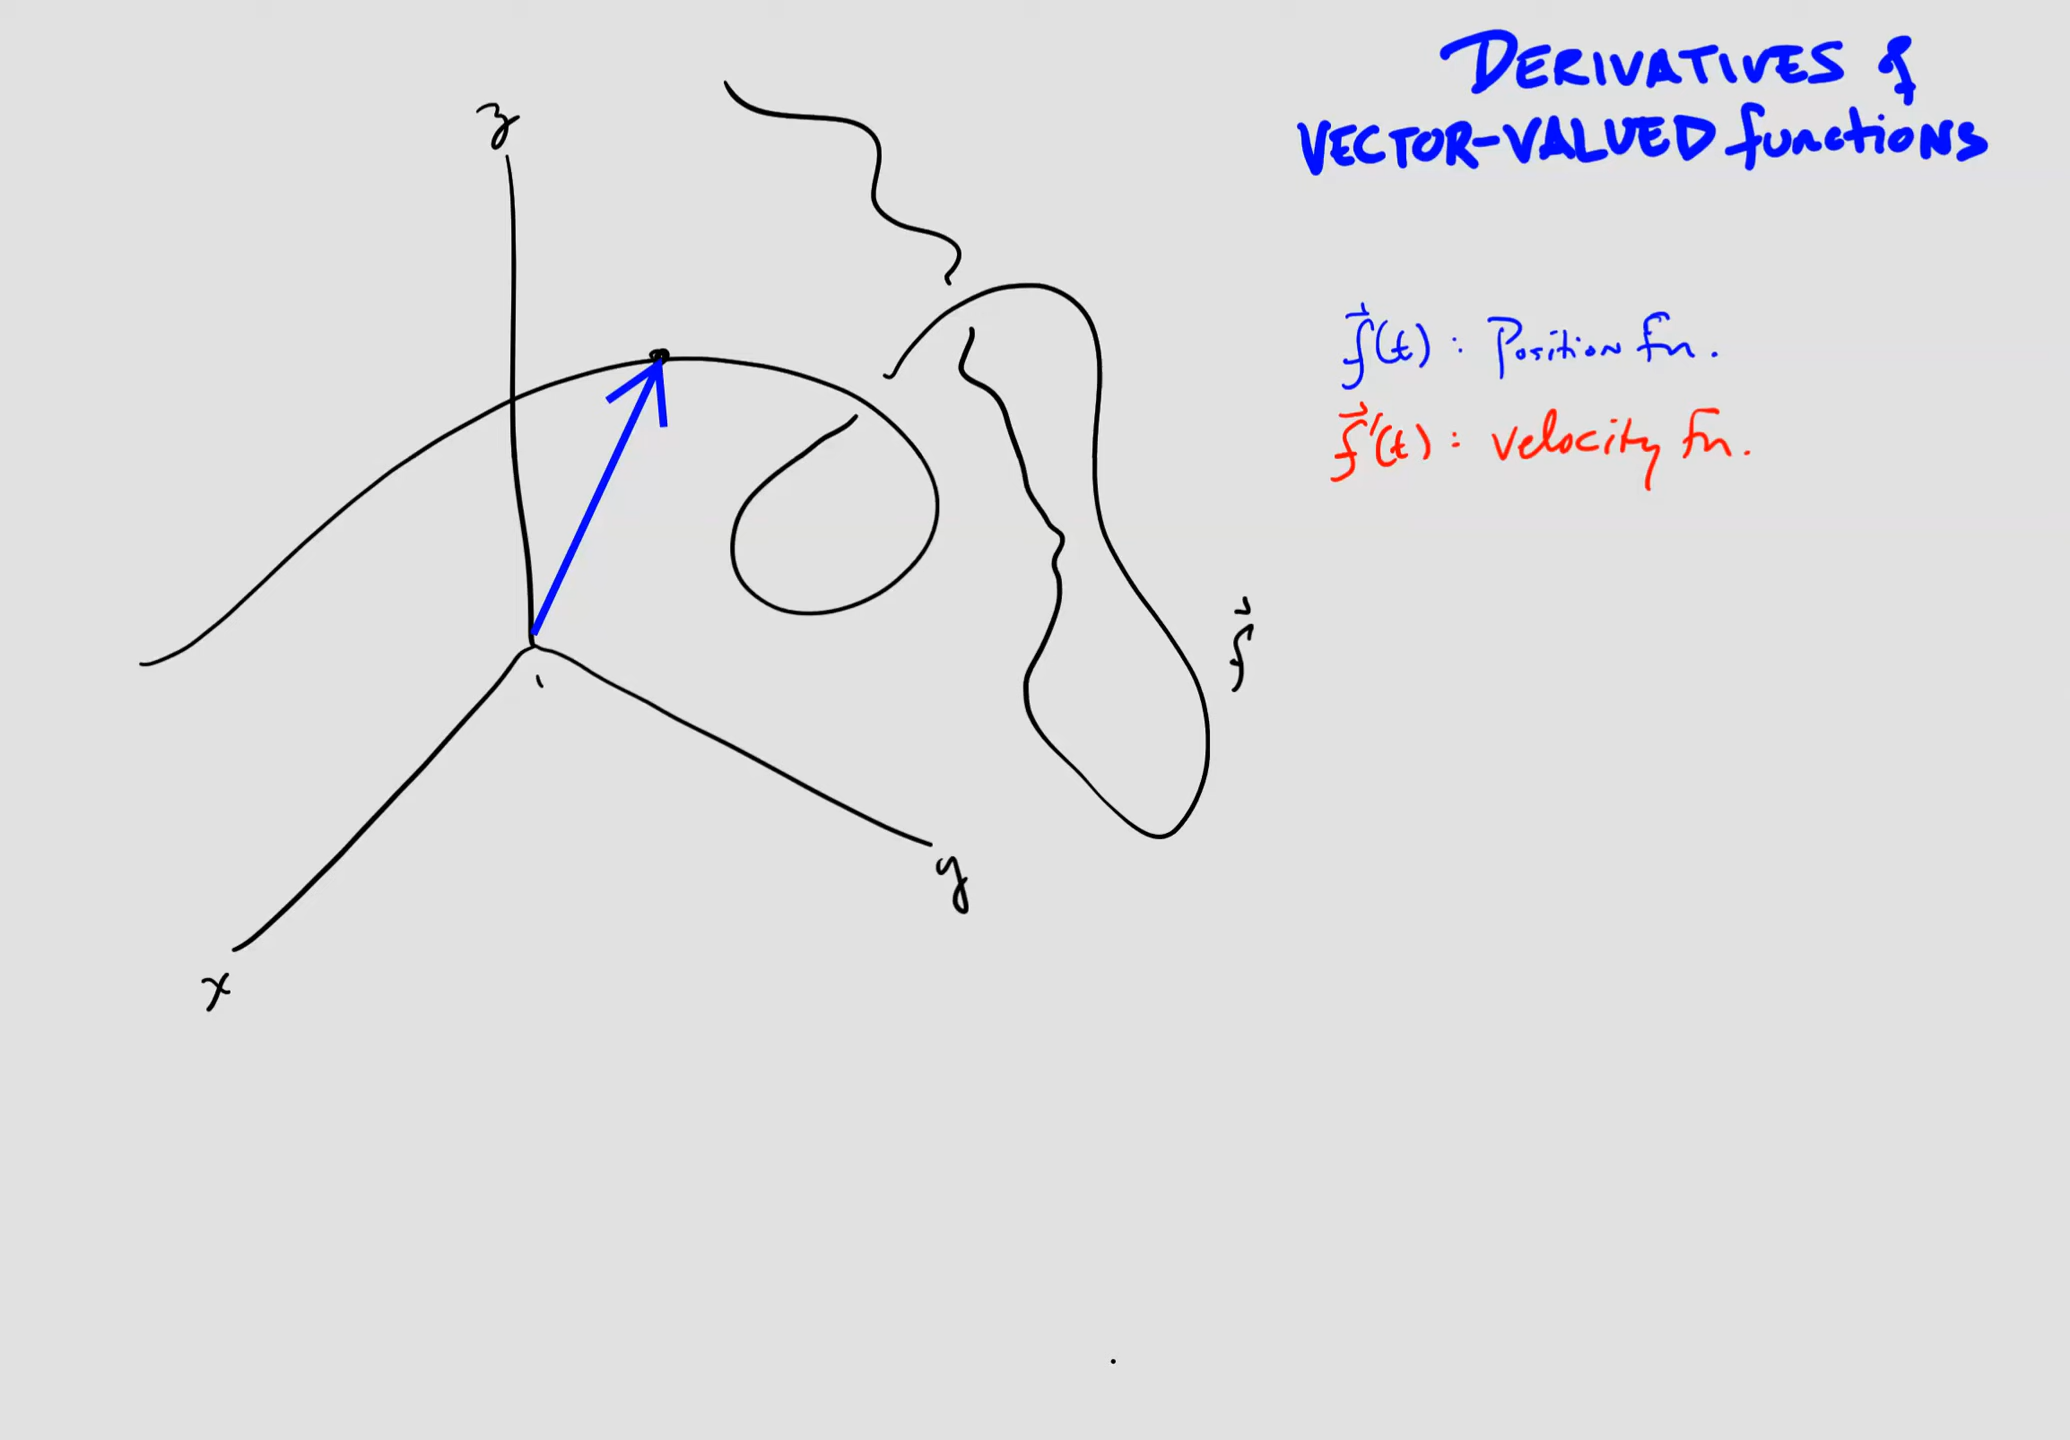 DERIVATIVES of
VECTOR-VALUED functions
z
f⃗(t) : Position fn.
f⃗'(t) : velocity fn.
f⃗
y
x